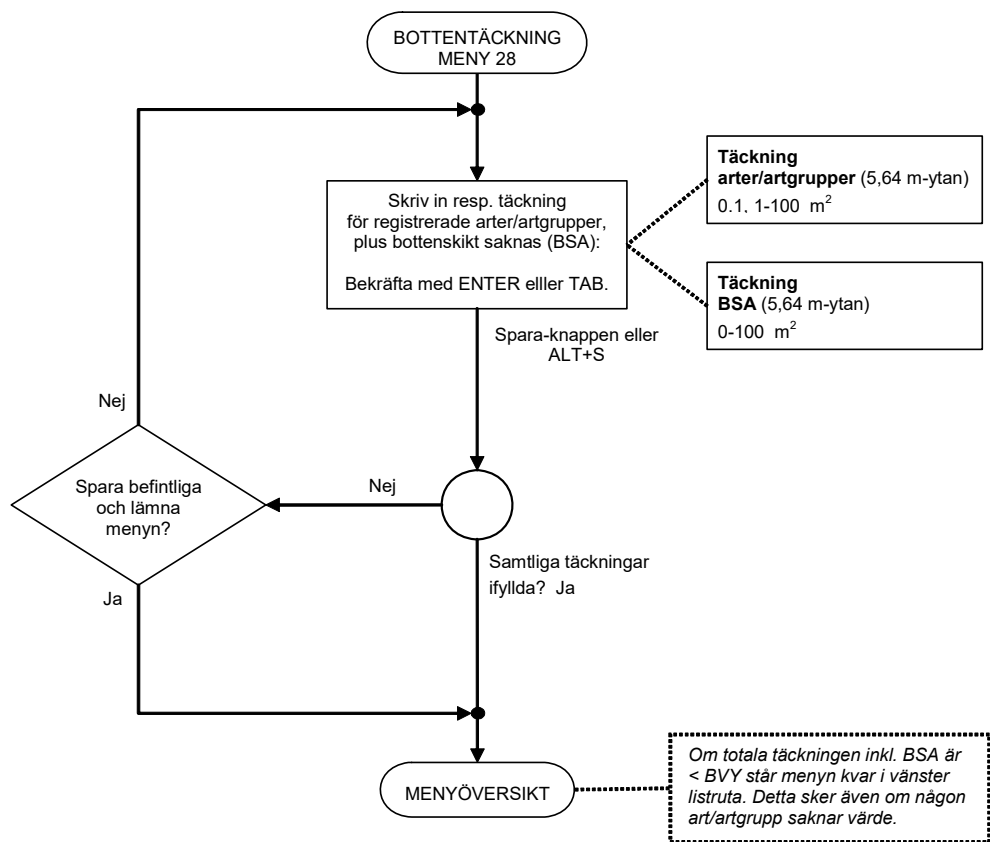 BOTTENTÄCKNING
MENY 28
Skriv in resp. täckning
för registrerade arter/artgrupper,
plus bottenskikt saknas (BSA):
Bekräfta med ENTER elller TAB.
Täckning
arter/artgrupper (5,64 m-ytan)
0.1, 1-100 m²
Täckning
BSA (5,64 m-ytan)
0-100 m²
Spara-knappen eller
ALT+S
Nej
Spara befintliga
och lämna
menyn?
Nej
Ja
Samtliga täckningar
ifyllda? Ja
MENYÖVERSIKT
Om totala täckningen inkl. BSA är
< BVY står menyn kvar i vänster
listruta. Detta sker även om någon
art/artgrupp saknar värde.